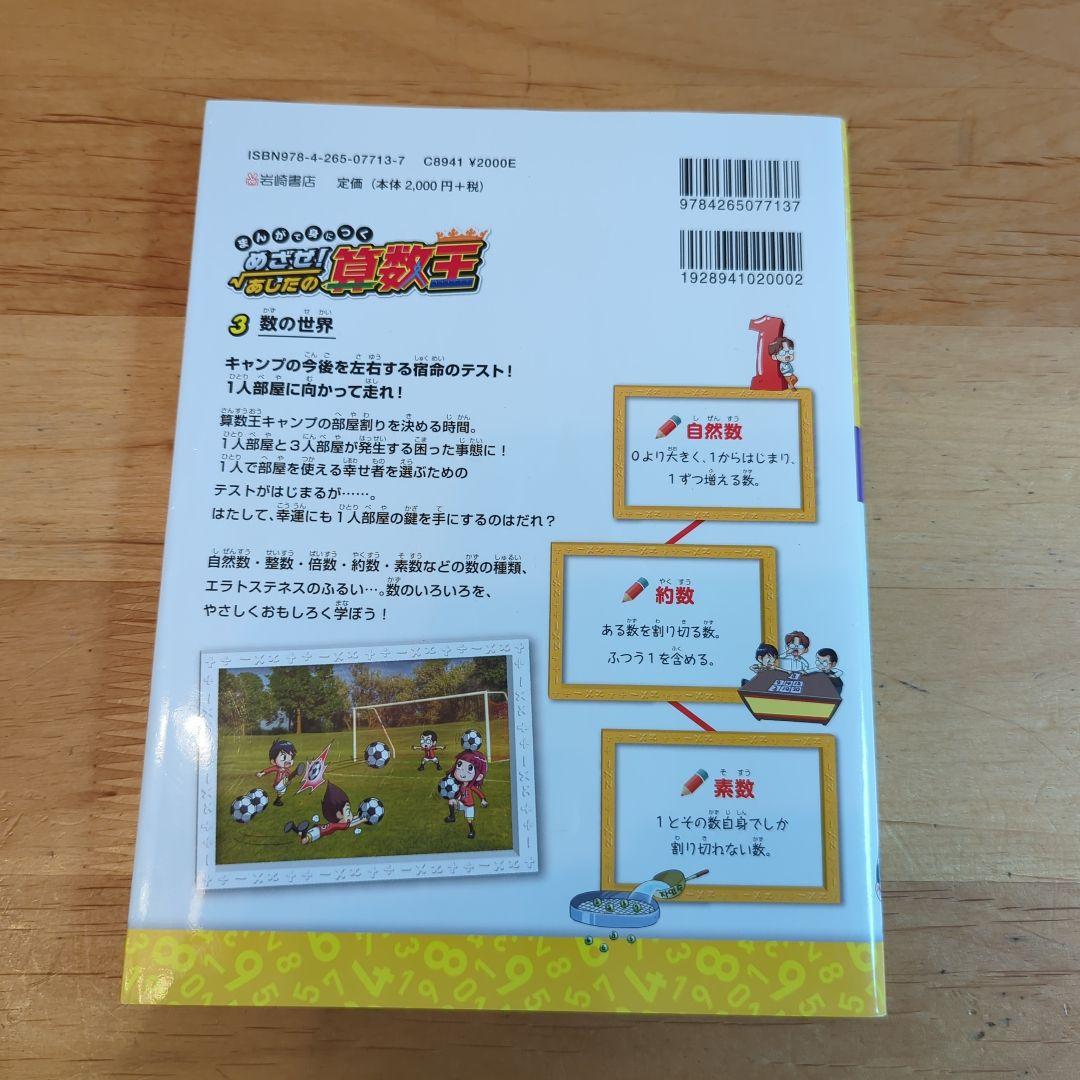 ISBN978-4-265-07713-7 C8941 ¥2000E
岩崎書店 定価(本体2,000円+税)
9784265077137
1928941020002
まんがで身につく
めざせ!
あしたの
算数王
3 数の世界
キャンプの今後を左右する宿命のテスト!
1人部屋に向かって走れ!
算数王キャンプの部屋割りを決める時間。
1人部屋と3人部屋が発生する困った事態に!
1人で部屋を使える幸せ者を選ぶための
テストがはじまるが……。
はたして、幸運にも1人部屋の鍵を手にするのはだれ?
自然数・整数・倍数・約数・素数などの数の種類、
エラトステネスのふるい…。数のいろいろを、
やさしくおもしろく学ぼう!
1
自然数
0より大きく、1からはじまり、
1ずつ増える数。
約数
ある数を割り切る数。
ふつう1を含める。
素数
1とその数自身でしか
割り切れない数。